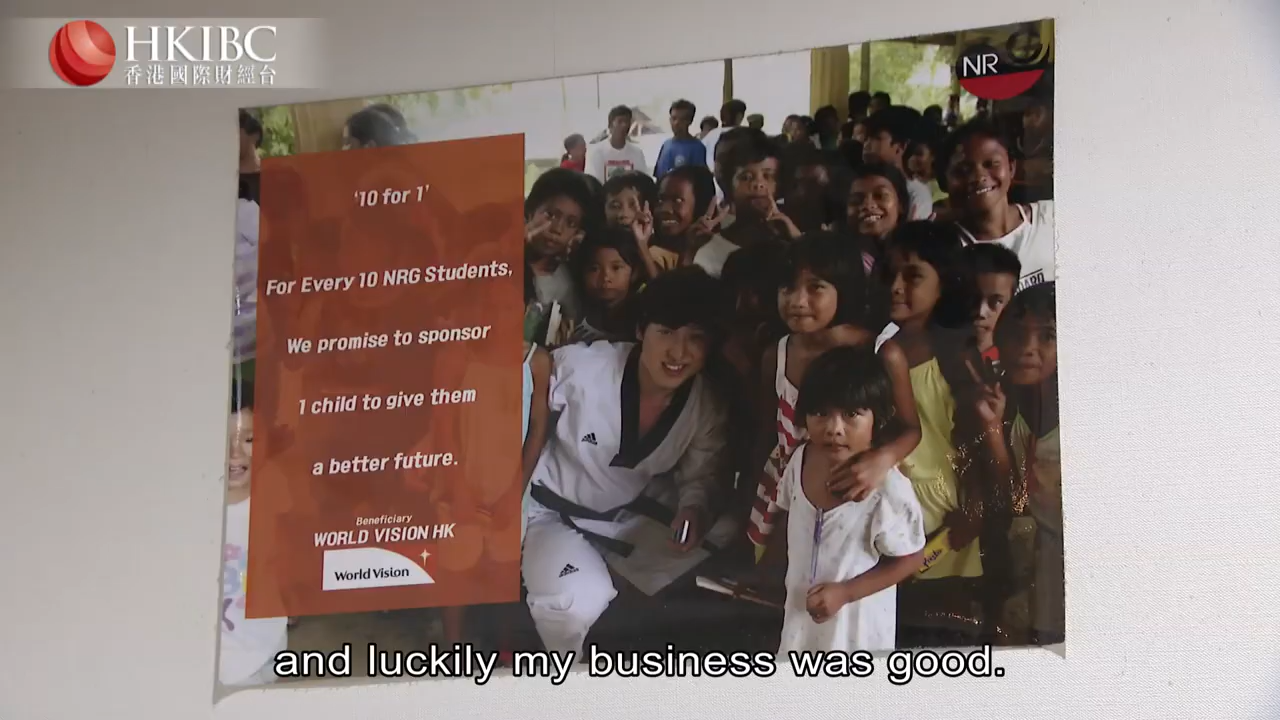 HKIBC
香港國際財經台
NR
'10 for 1'
For Every 10 NRG Students,
We promise to sponsor
1 child to give them
a better future.
Beneficiary
WORLD VISION HK
World Vision
and luckily my business was good.